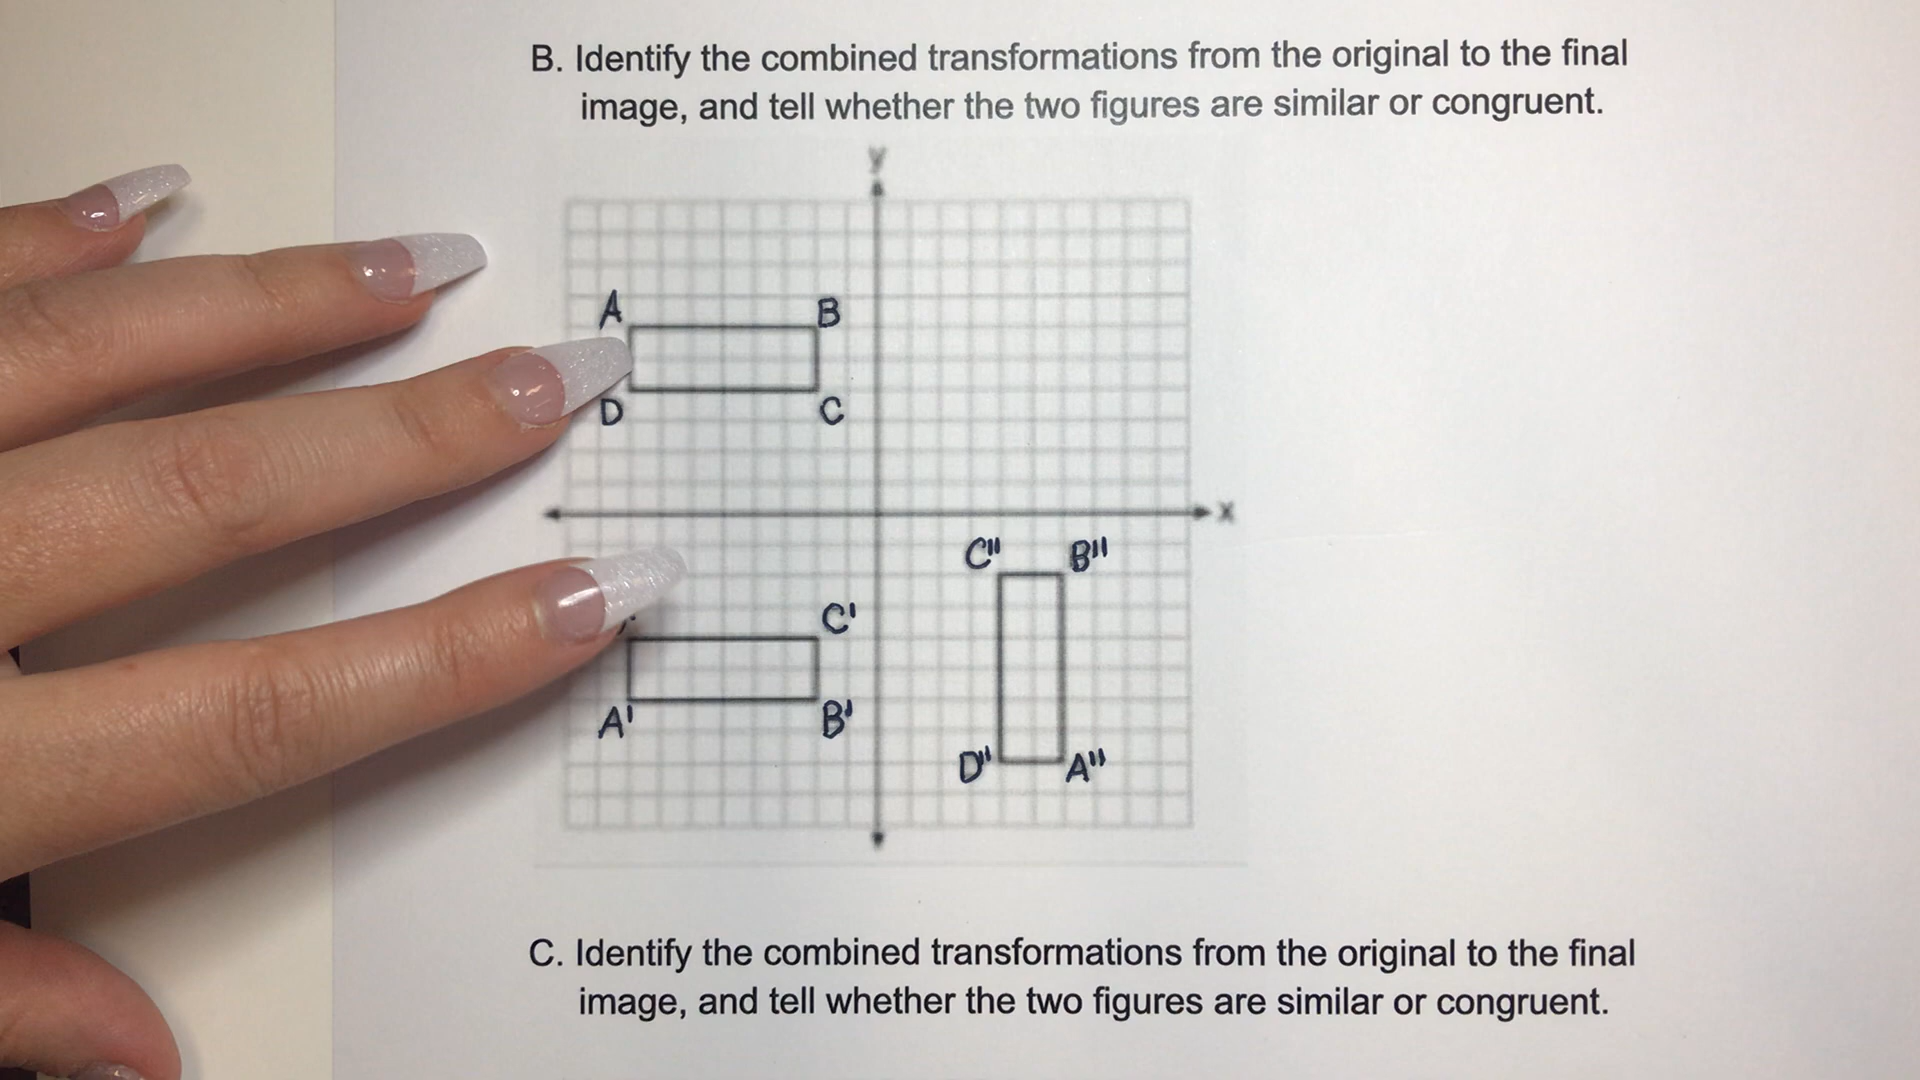 B. Identify the combined transformations from the original to the final
image, and tell whether the two figures are similar or congruent.
y
A B
D C
x
C" B"
C'
A' B'
D" A"
C. Identify the combined transformations from the original to the final
image, and tell whether the two figures are similar or congruent.